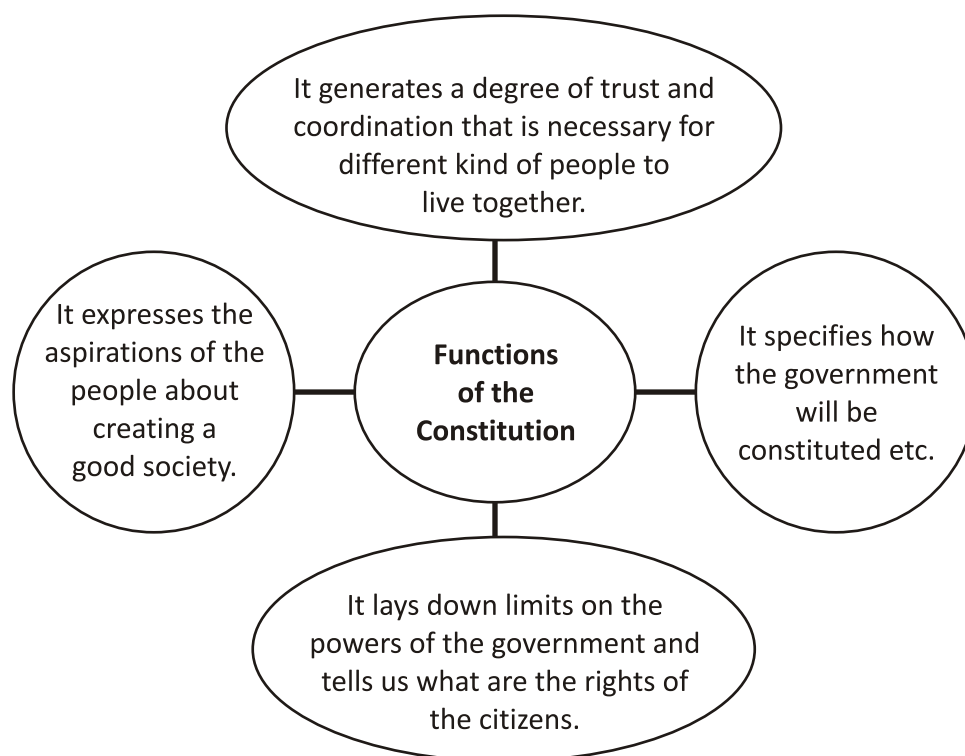 It generates a degree of trust and
coordination that is necessary for
different kind of people to
live together.
It expresses the
aspirations of the
people about
creating a
good society.
Functions
of the
Constitution
It specifies how
the government
will be
constituted etc.
It lays down limits on the
powers of the government and
tells us what are the rights of
the citizens.